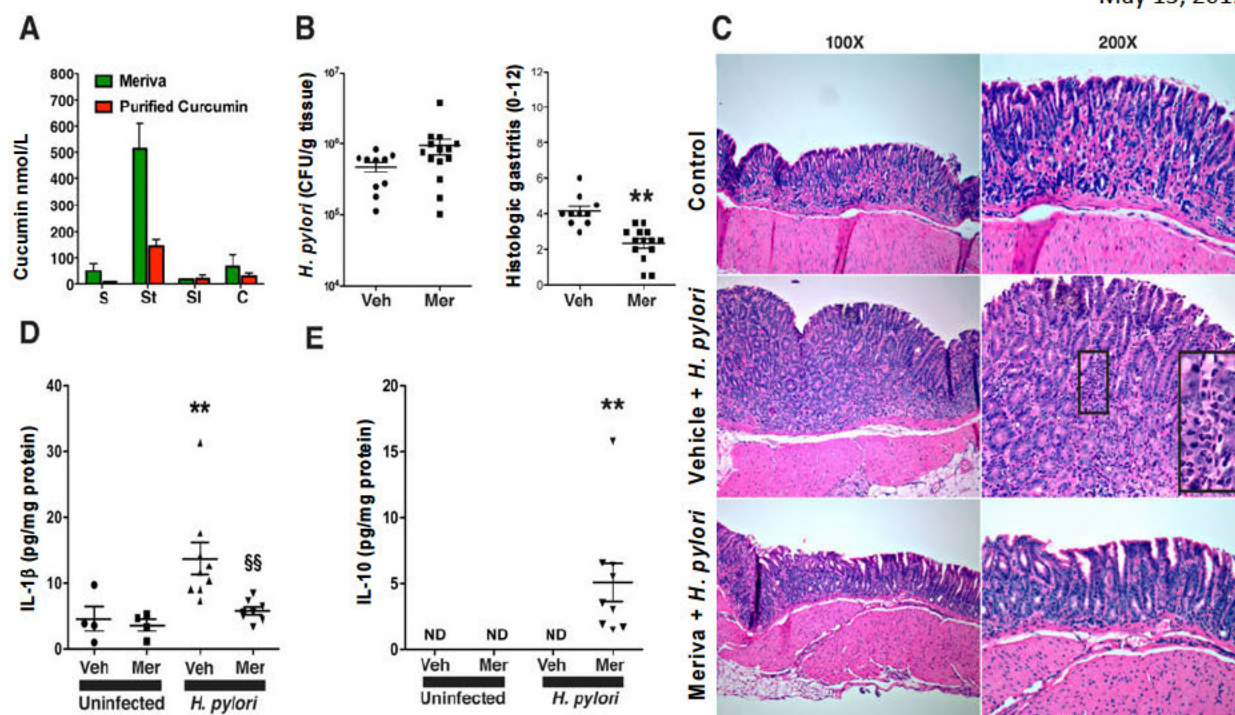 May 15, 201
A
800
700
600
500
400
300
200
100
0
Cucumin nmol/L
Meriva
Purified Curcumin
S St SI C
B
10⁷
10⁶
10⁵
10⁴
H. pylori (CFU/g tissue)
Veh Mer
12
10
8
6
4
2
0
Histologic gastritis (0-12)
**
Veh Mer
C
100X 200X
Control
Vehicle + H. pylori
Meriva + H. pylori
D
40
30
20
10
0
IL-1β (pg/mg protein)
**
§§
Veh Mer Veh Mer
Uninfected H. pylori
E
20
15
10
5
0
IL-10 (pg/mg protein)
**
ND ND ND
Veh Mer Veh Mer
Uninfected H. pylori